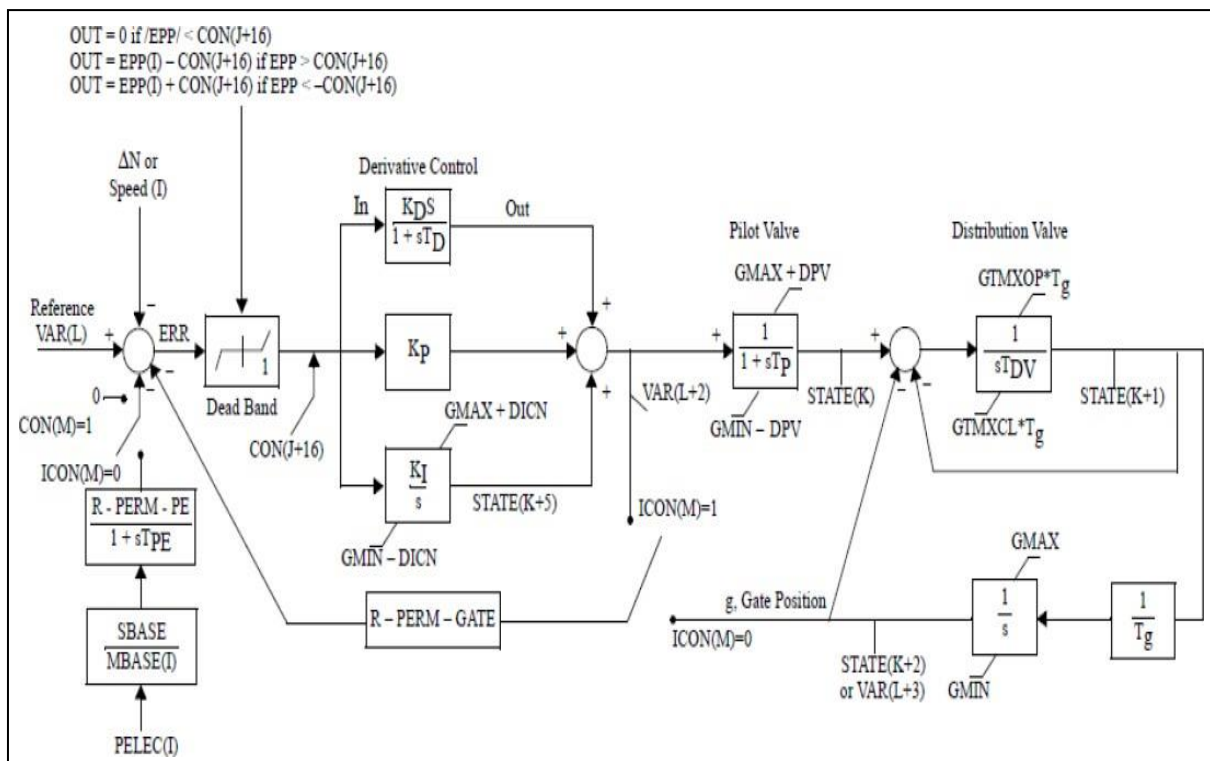 OUT = 0 if /EPP/ < CON(J+16)
OUT = EPP(I) – CON(J+16) if EPP > CON(J+16)
OUT = EPP(I) + CON(J+16) if EPP < –CON(J+16)
ΔN or
Speed (I)
Derivative Control
In
KDS
1 + sTD
Out
Pilot Valve
Distribution Valve
GMAX + DPV
GTMXOP*Tg
Reference
VAR(L)
+
–
ERR
–
–
1
Dead Band
CON(J+16)
KP
+
+
+
VAR(L+2)
+
1
1 + sTP
GMIN – DPV
STATE(K)
+
–
–
1
sTDV
GTMXCL*Tg
STATE(K+1)
0
CON(M)=1
ICON(M)=0
GMAX + DICN
KI
s
STATE(K+5)
GMIN – DICN
ICON(M)=1
R - PERM - PE
1 + sTPE
R – PERM – GATE
g, Gate Position
ICON(M)=0
GMAX
1
s
GMIN
1
Tg
STATE(K+2)
or VAR(L+3)
SBASE
MBASE(I)
PELEC(I)